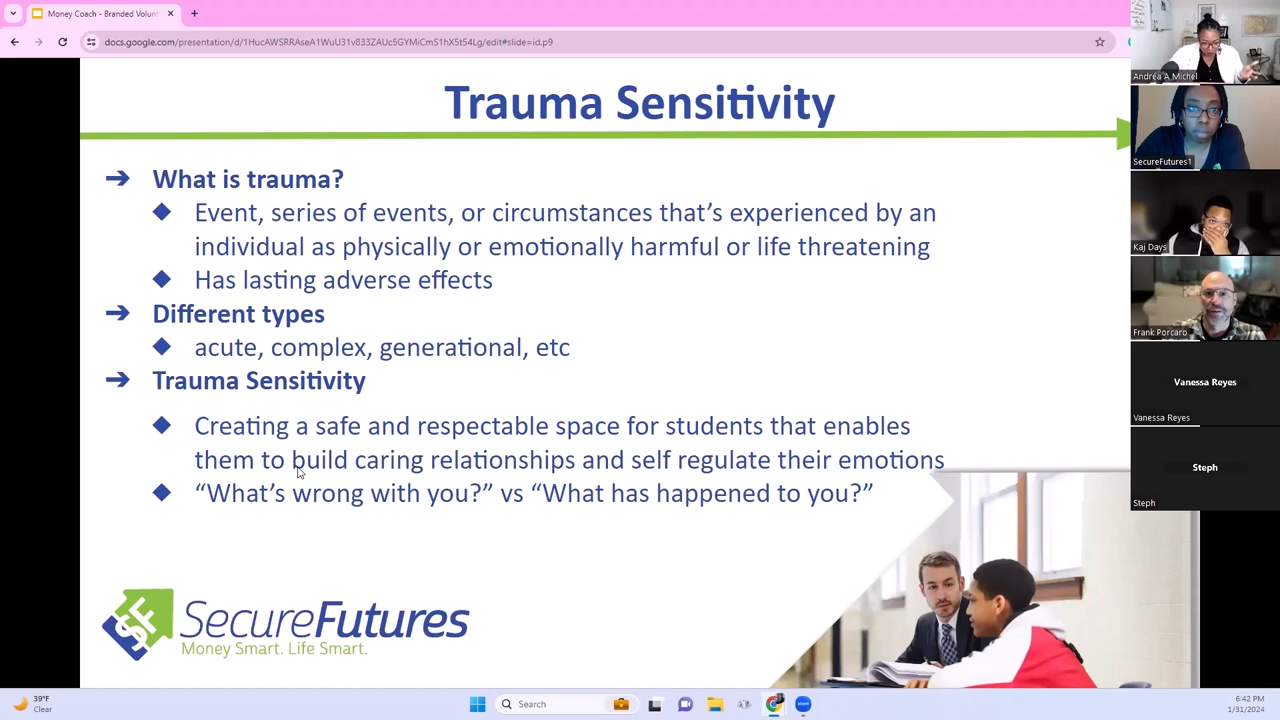 Money Coach - Branded Volun
docs.google.com/presentation/d/1HucAWSRRAseA1WuU31v833ZAUc5GYMiCmS1hX5t54Lg/edit#slide=id.p9
Trauma Sensitivity
➔ What is trauma?
◆ Event, series of events, or circumstances that’s experienced by an
individual as physically or emotionally harmful or life threatening
◆ Has lasting adverse effects
➔ Different types
◆ acute, complex, generational, etc
➔ Trauma Sensitivity
◆ Creating a safe and respectable space for students that enables
them to build caring relationships and self regulate their emotions
◆ “What’s wrong with you?” vs “What has happened to you?”
SF
SecureFutures
Money Smart. Life Smart.
Andrea A Michel
SecureFutures1
Kaj Days
Frank Porcaro
Vanessa Reyes
Vanessa Reyes
Steph
Steph
39°F
Clear
Search
zoom
6:42 PM
1/31/2024